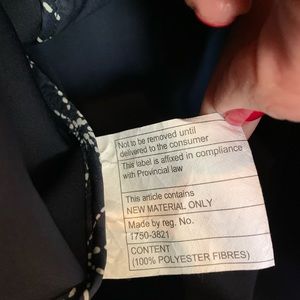 Not to be removed until
delivered to the consumer
This label is affixed in compliance
with Provincial law
This article contains
NEW MATERIAL ONLY
Made by reg. No.
1750-3821
CONTENT
(100% POLYESTER FIBRES)